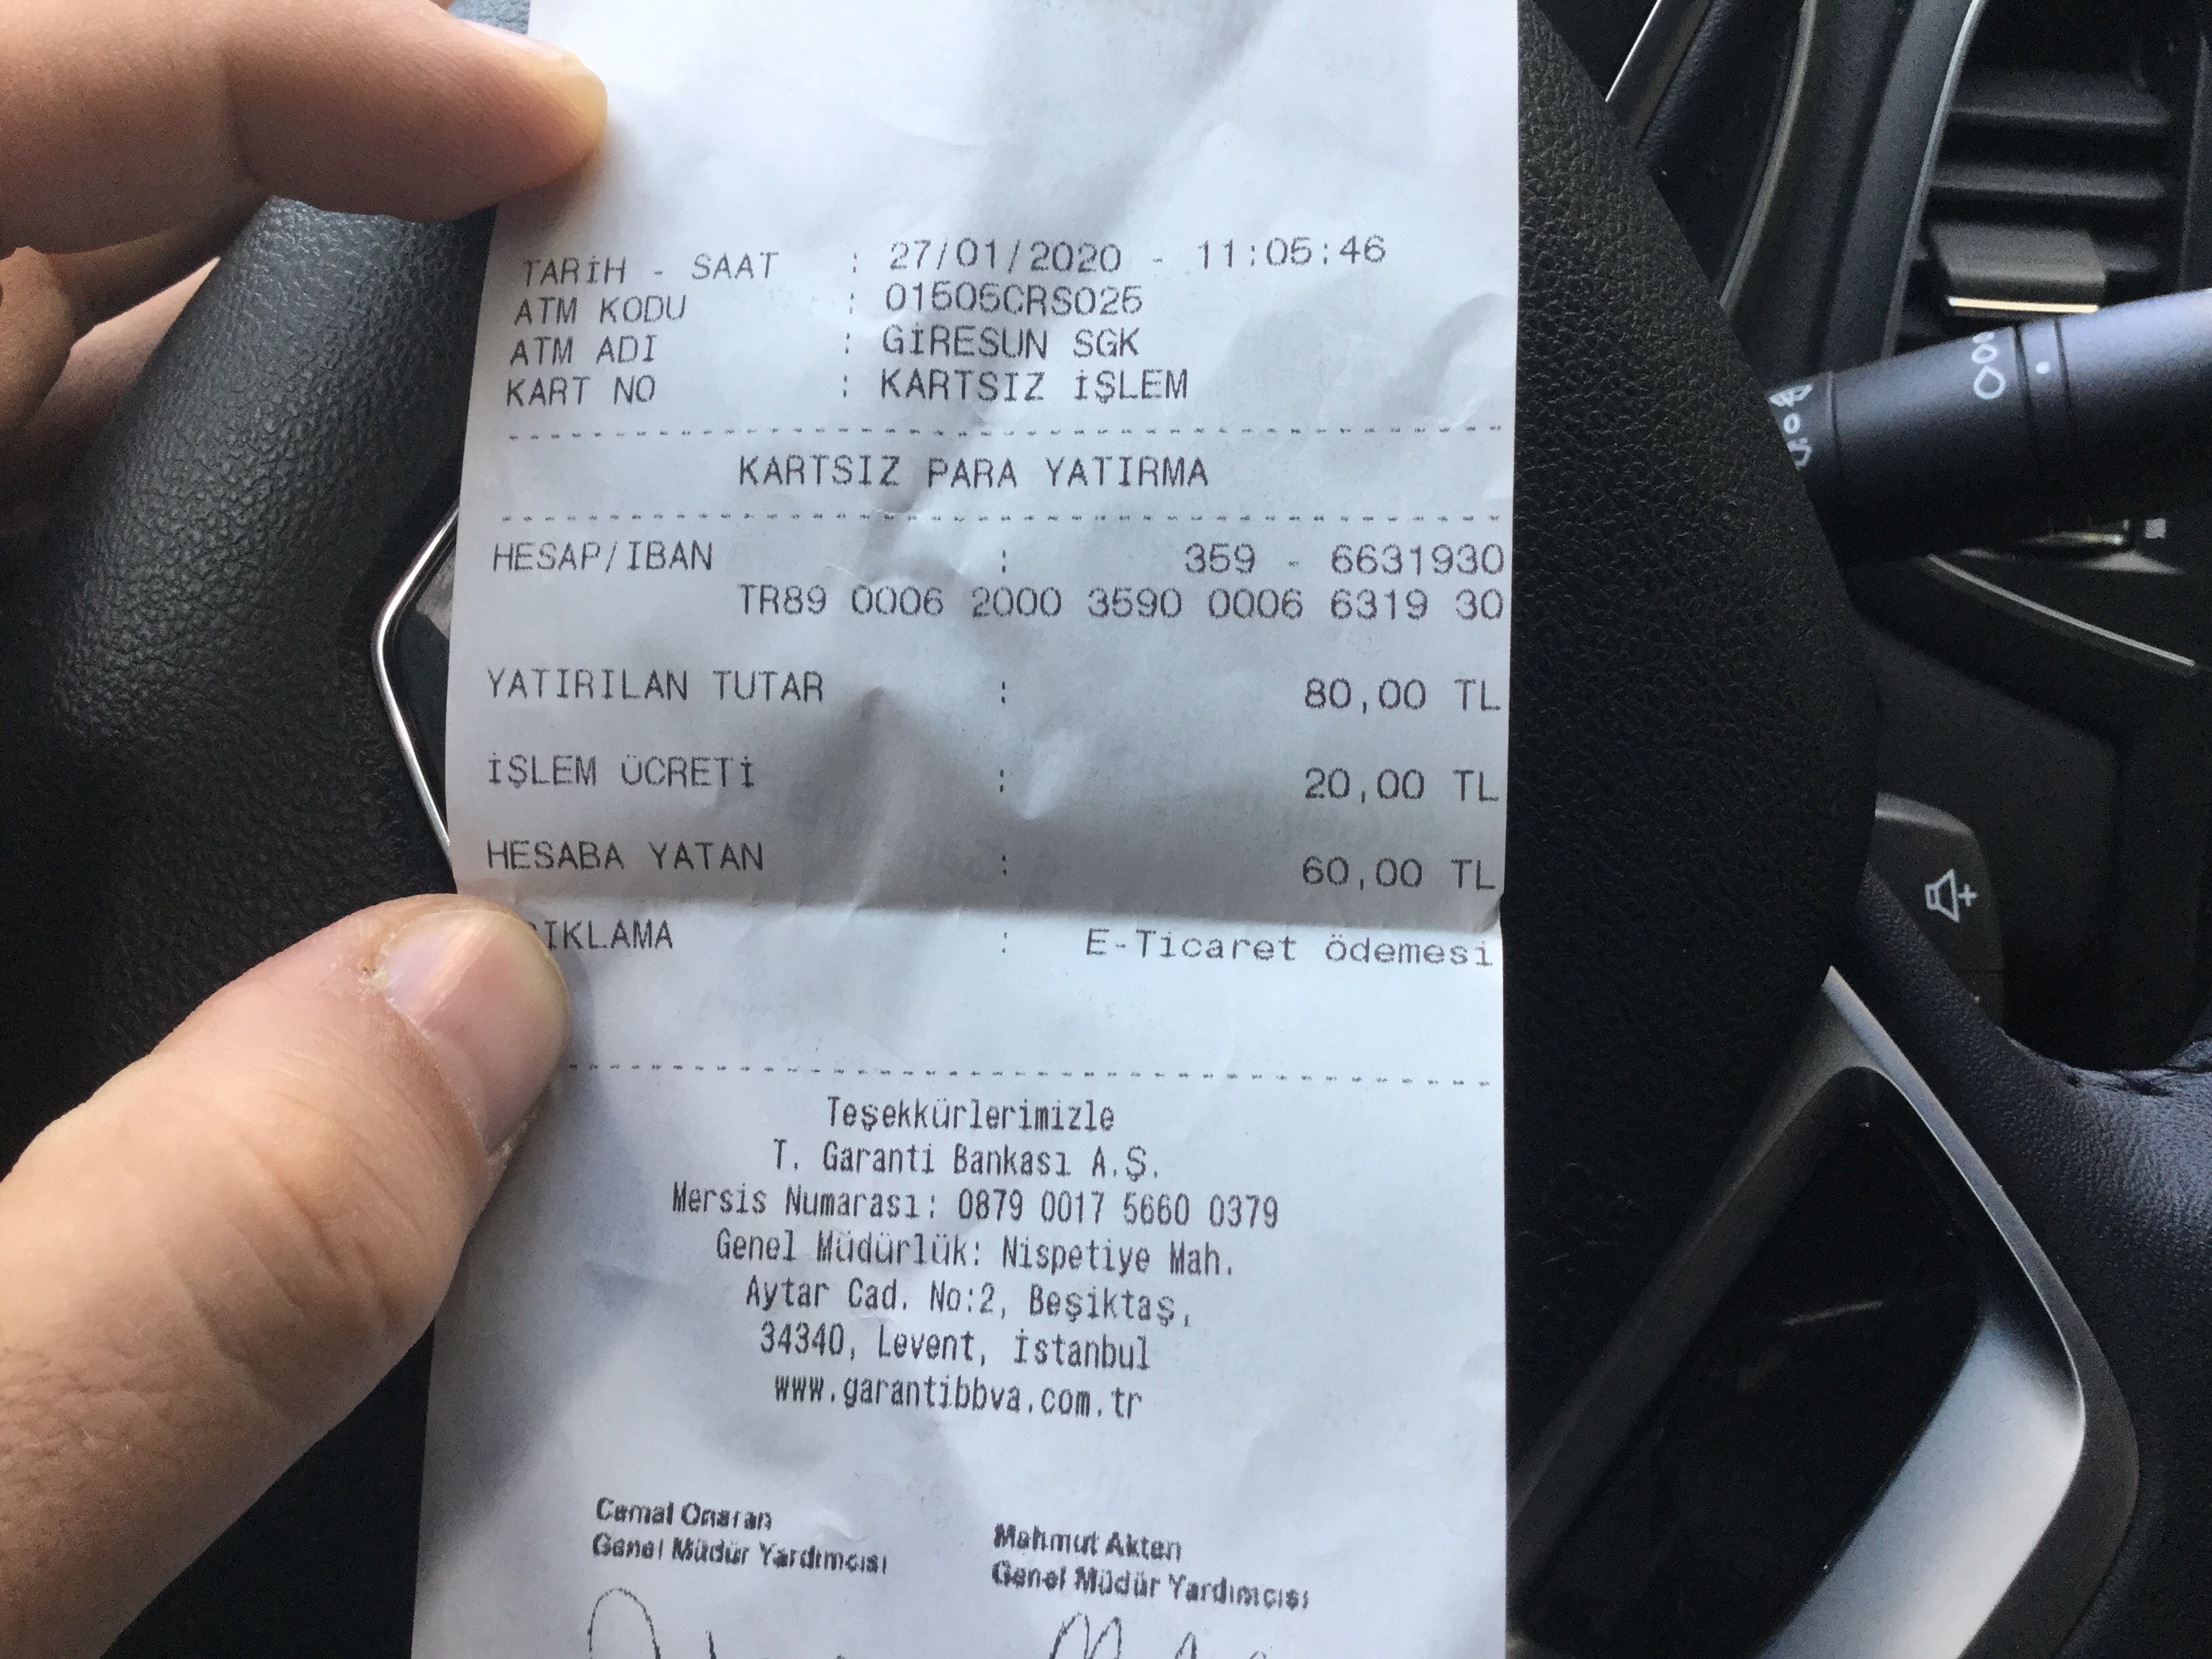 TARİH - SAAT : 27/01/2020 - 11:05:46
ATM KODU : 01505CRS025
ATM ADI : GİRESUN SGK
KART NO : KARTSIZ İŞLEM
KARTSIZ PARA YATIRMA
HESAP/IBAN : 359 - 6631930
TR89 0006 2000 3590 0006 6319 30
YATIRILAN TUTAR : 80,00 TL
İŞLEM ÜCRETİ : 20,00 TL
HESABA YATAN : 60,00 TL
IKLAMA : E-Ticaret ödemesi
Teşekkürlerimizle
T. Garanti Bankası A.Ş.
Mersis Numarası: 0879 0017 5660 0379
Genel Müdürlük: Nispetiye Mah.
Aytar Cad. No:2, Beşiktaş,
34340, Levent, İstanbul
www.garantibbva.com.tr
Cemal Onaran Mahmut Akten
Genel Müdür Yardımcısı Genel Müdür Yardımcısı